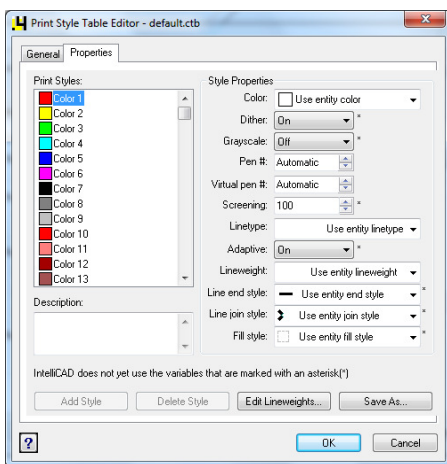 Print Style Table Editor - default.ctb
General Properties
Print Styles:
Color 1
Color 2
Color 3
Color 4
Color 5
Color 6
Color 7
Color 8
Color 9
Color 10
Color 11
Color 12
Color 13
Description:
Style Properties
Color: Use entity color
Dither: On *
Grayscale: Off *
Pen #: Automatic
Virtual pen #: Automatic
Screening: 100 *
Linetype: Use entity linetype
Adaptive: On *
Lineweight: Use entity lineweight
Line end style: Use entity end style *
Line join style: Use entity join style *
Fill style: Use entity fill style *
IntelliCAD does not yet use the variables that are marked with an asterisk(*)
Add Style Delete Style Edit Lineweights... Save As...
? OK Cancel